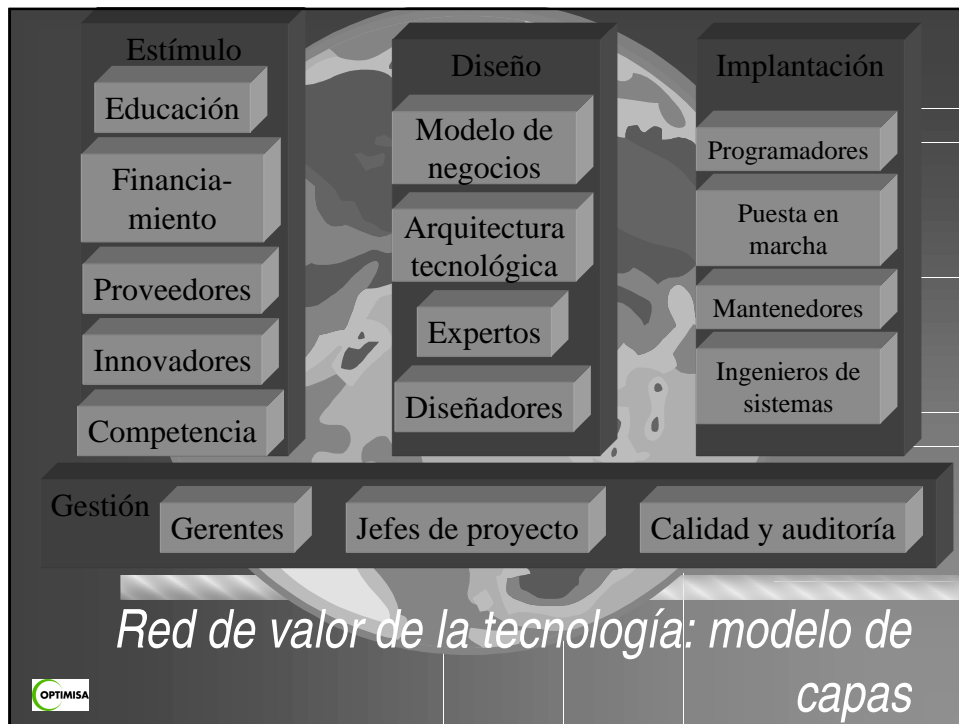 Estímulo
Educación
Financia-
miento
Proveedores
Innovadores
Competencia
Diseño
Modelo de
negocios
Arquitectura
tecnológica
Expertos
Diseñadores
Implantación
Programadores
Puesta en
marcha
Mantenedores
Ingenieros de
sistemas
Gestión
Gerentes
Jefes de proyecto
Calidad y auditoría
Red de valor de la tecnología: modelo de
capas
OPTIMISA